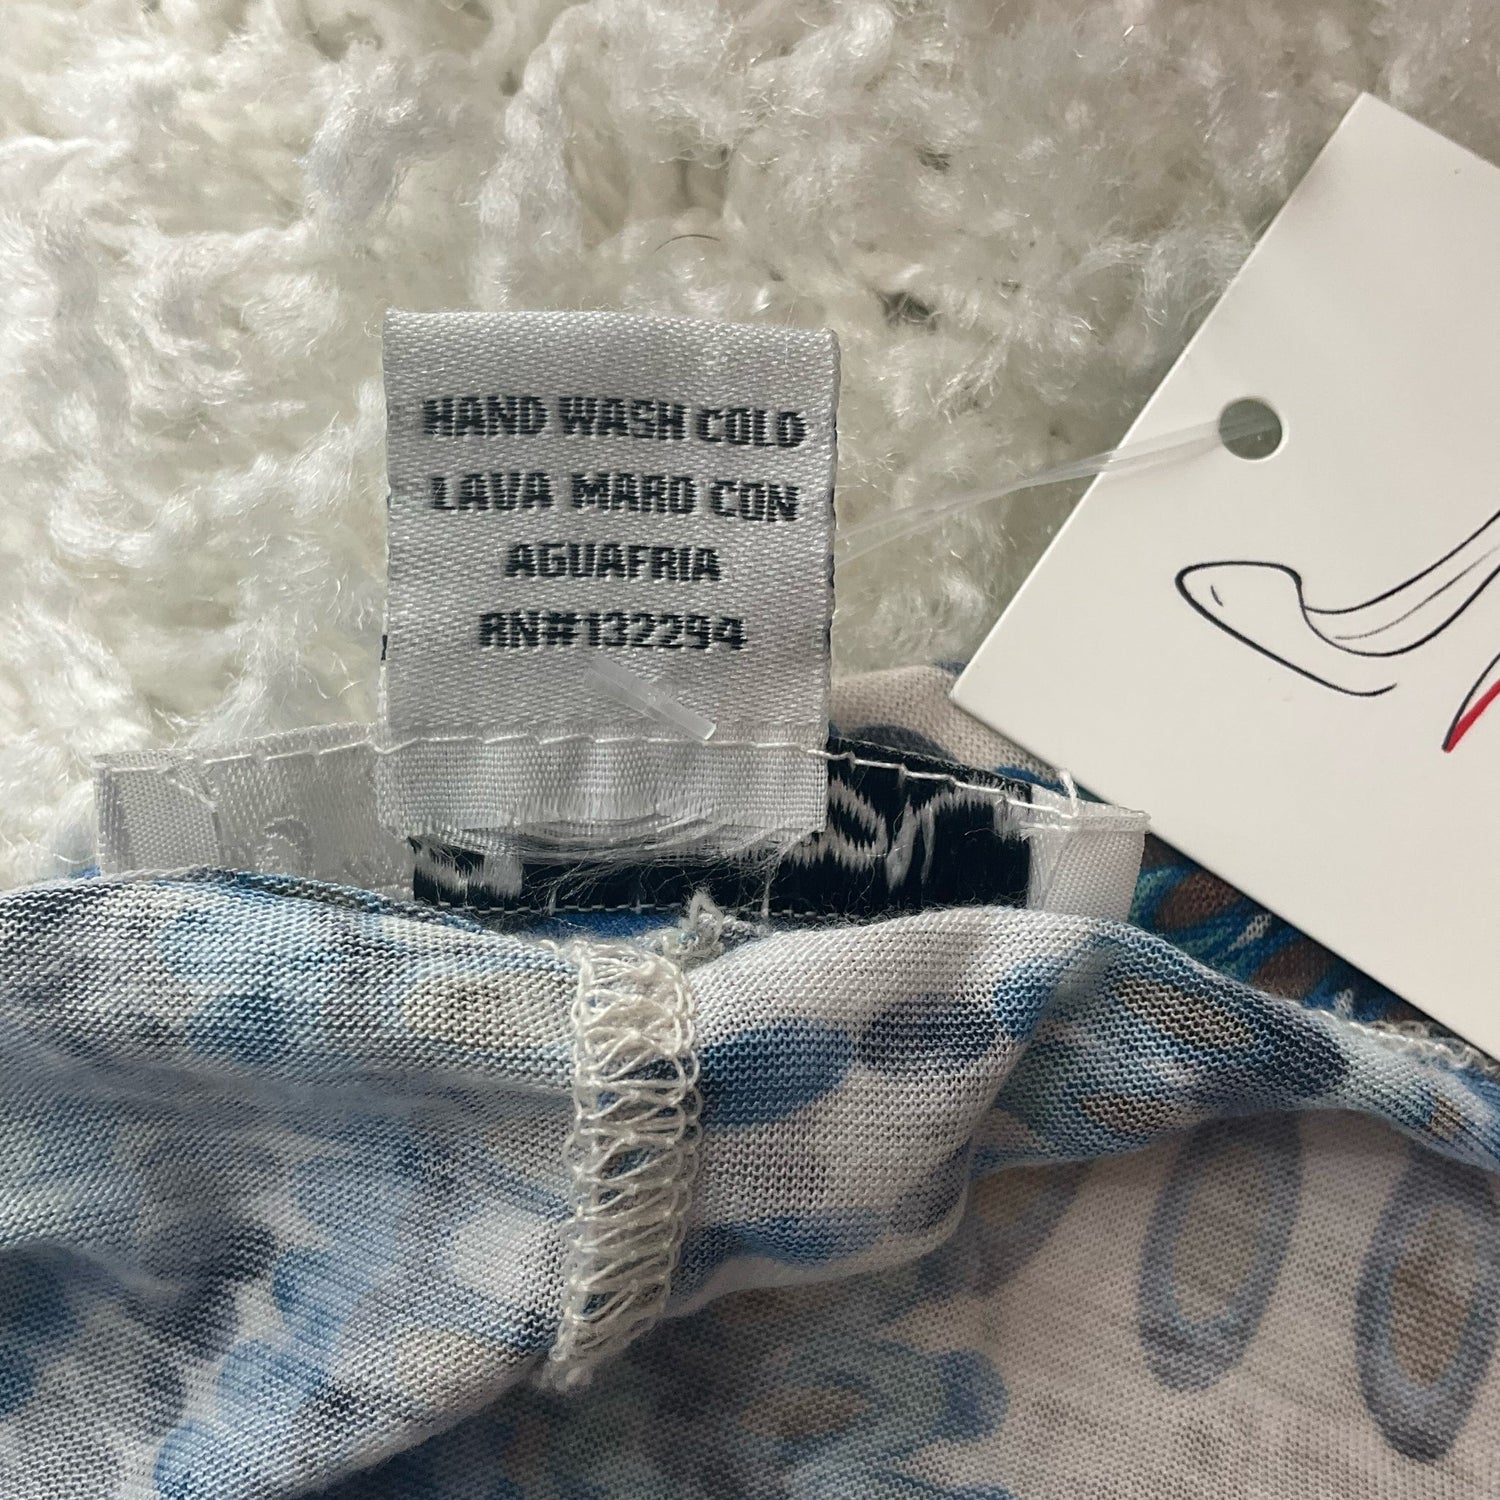 HAND WASH COLD
LAVA MARO CON
AGUAFRIA
RN#132294